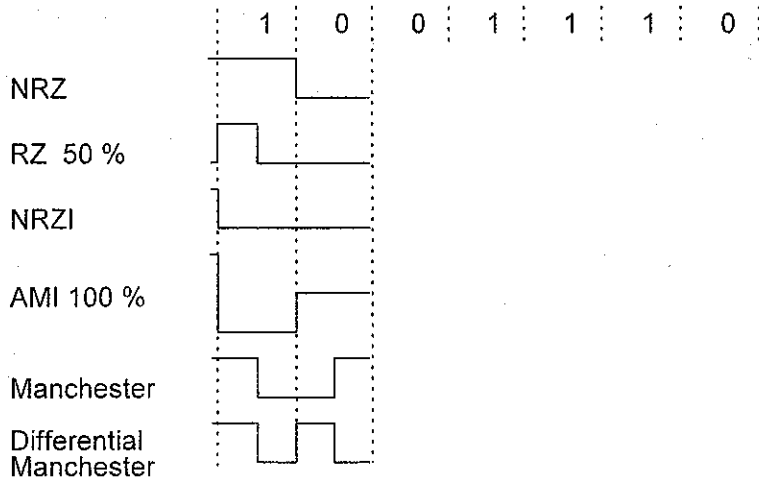 1 0 0 1 1 1 0
NRZ
RZ 50 %
NRZI
AMI 100 %
Manchester
Differential
Manchester